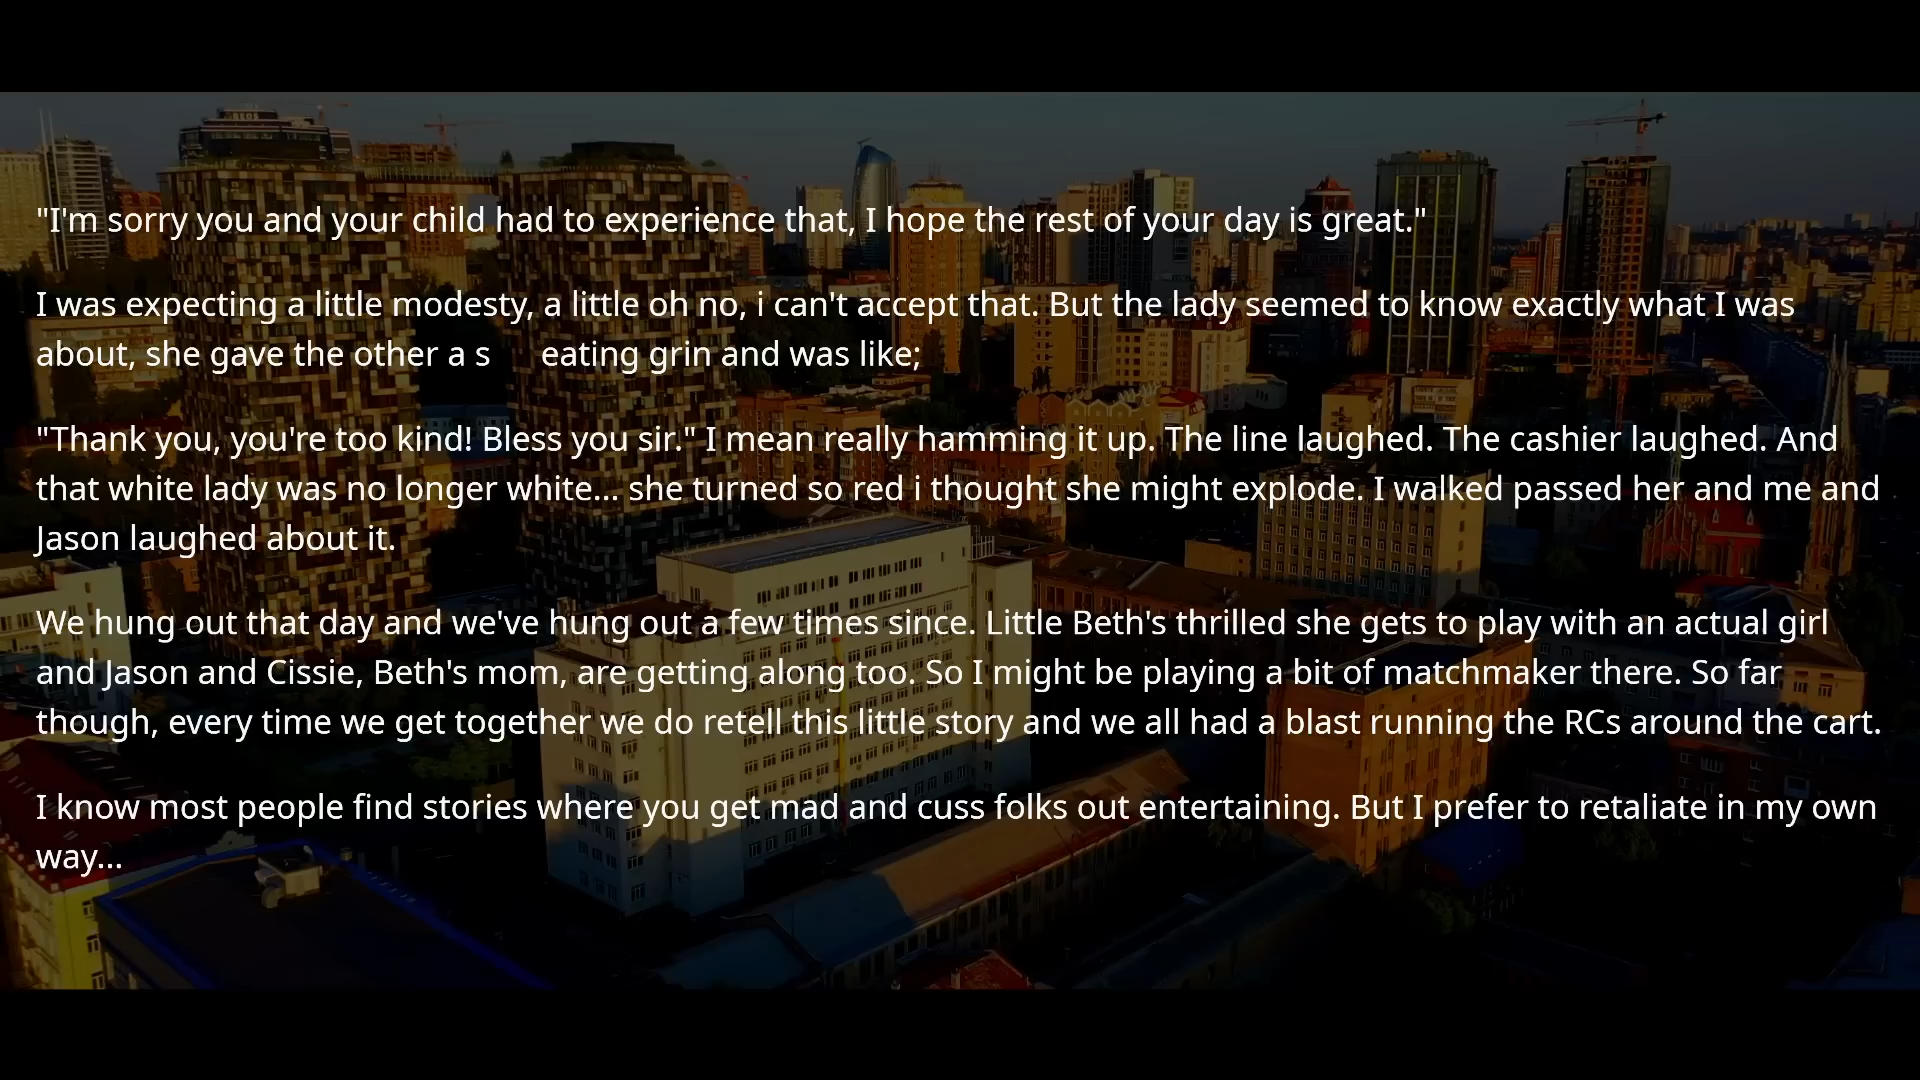 "I'm sorry you and your child had to experience that, I hope the rest of your day is great."
I was expecting a little modesty, a little oh no, i can't accept that. But the lady seemed to know exactly what I was
about, she gave the other a s eating grin and was like;
"Thank you, you're too kind! Bless you sir." I mean really hamming it up. The line laughed. The cashier laughed. And
that white lady was no longer white... she turned so red i thought she might explode. I walked passed her and me and
Jason laughed about it.
We hung out that day and we've hung out a few times since. Little Beth's thrilled she gets to play with an actual girl
and Jason and Cissie, Beth's mom, are getting along too. So I might be playing a bit of matchmaker there. So far
though, every time we get together we do retell this little story and we all had a blast running the RCs around the cart.
I know most people find stories where you get mad and cuss folks out entertaining. But I prefer to retaliate in my own
way...